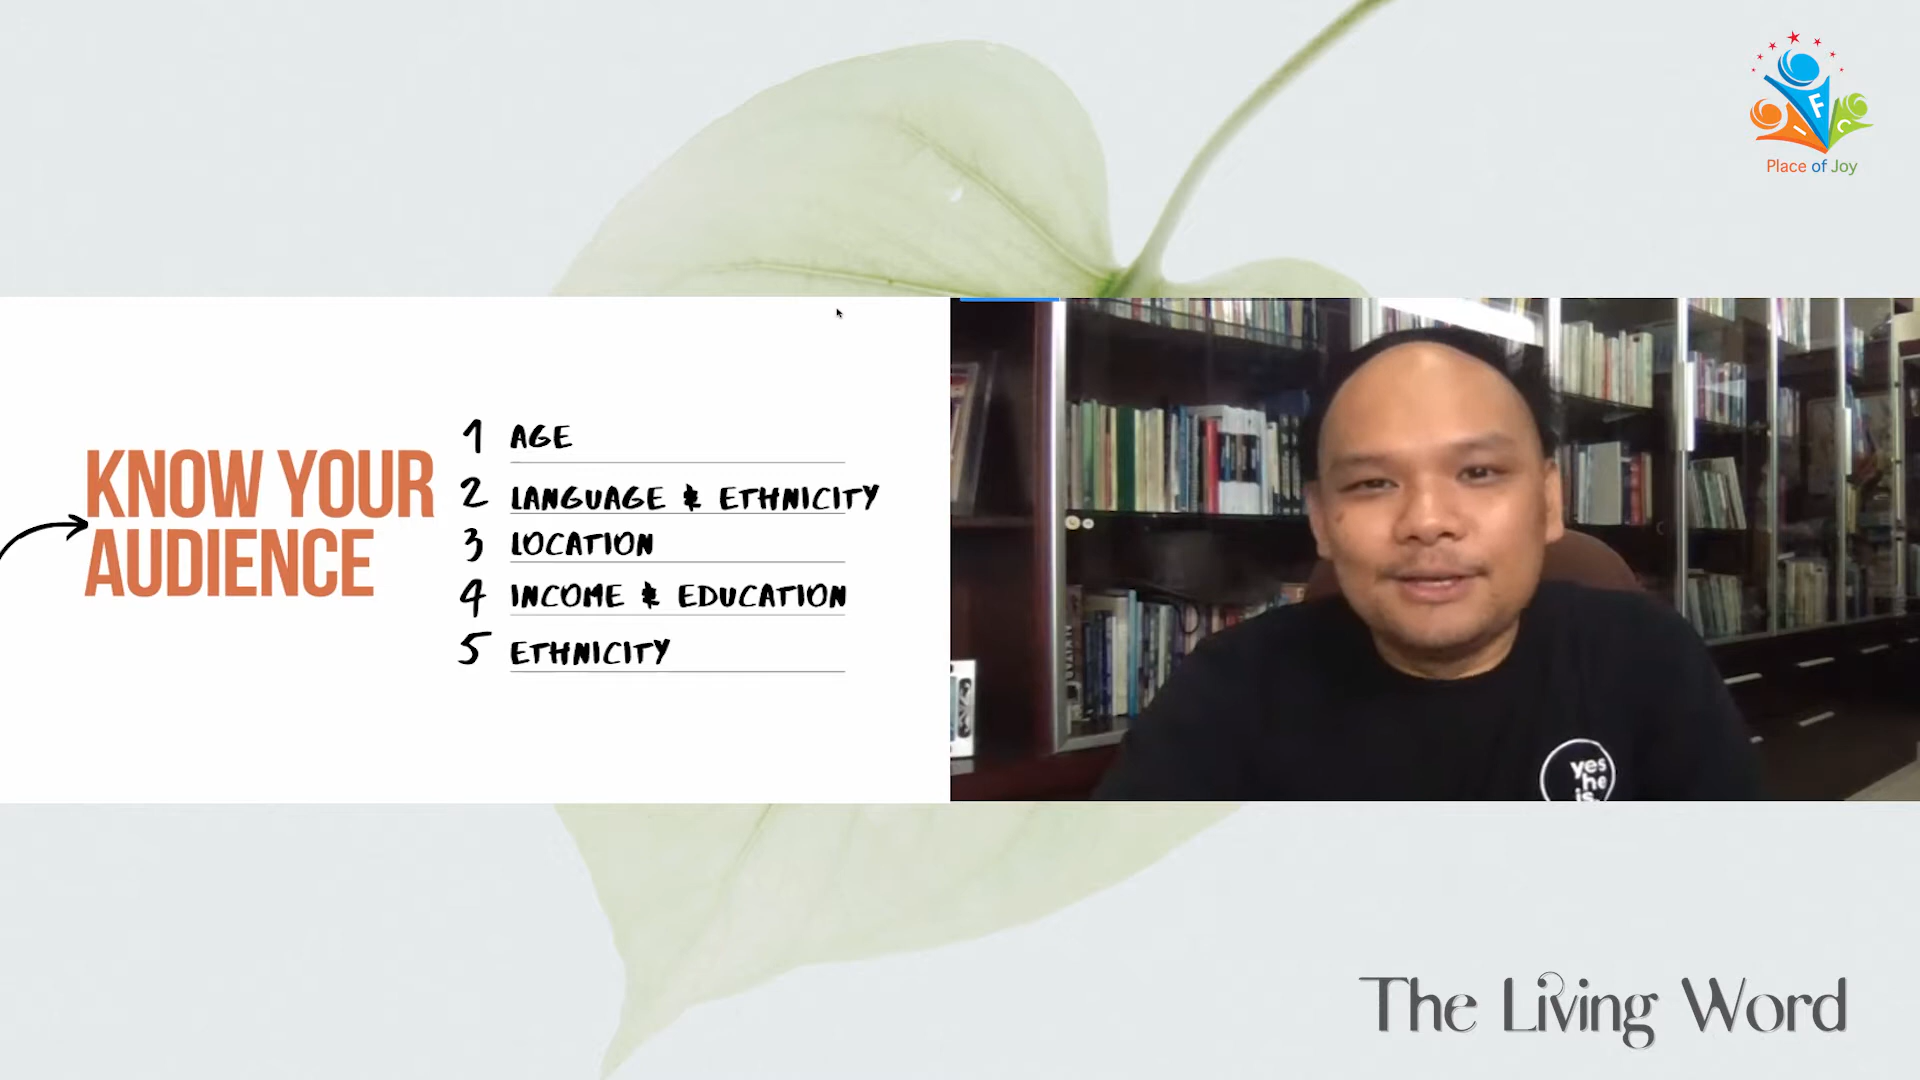 I F C
Place of Joy
KNOW YOUR
AUDIENCE
1 AGE
2 LANGUAGE & ETHNICITY
3 LOCATION
4 INCOME & EDUCATION
5 ETHNICITY
yes
he
is.
The Living Word